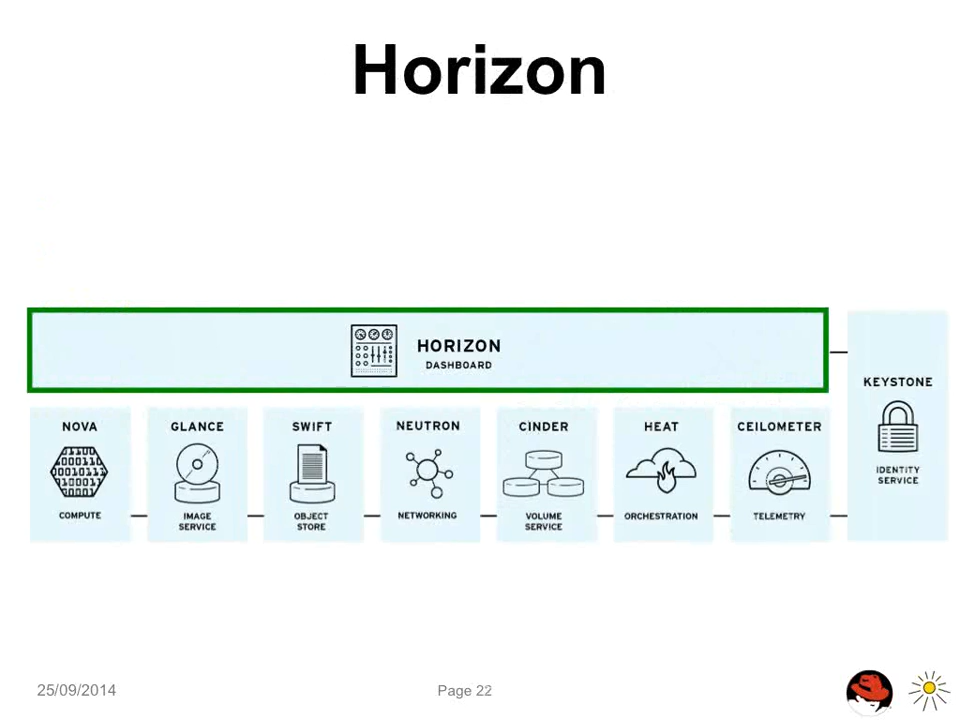 Horizon
HORIZON
DASHBOARD
KEYSTONE
IDENTITY
SERVICE
NOVA
COMPUTE
GLANCE
IMAGE
SERVICE
SWIFT
OBJECT
STORE
NEUTRON
NETWORKING
CINDER
VOLUME
SERVICE
HEAT
ORCHESTRATION
CEILOMETER
TELEMETRY
25/09/2014
Page 22